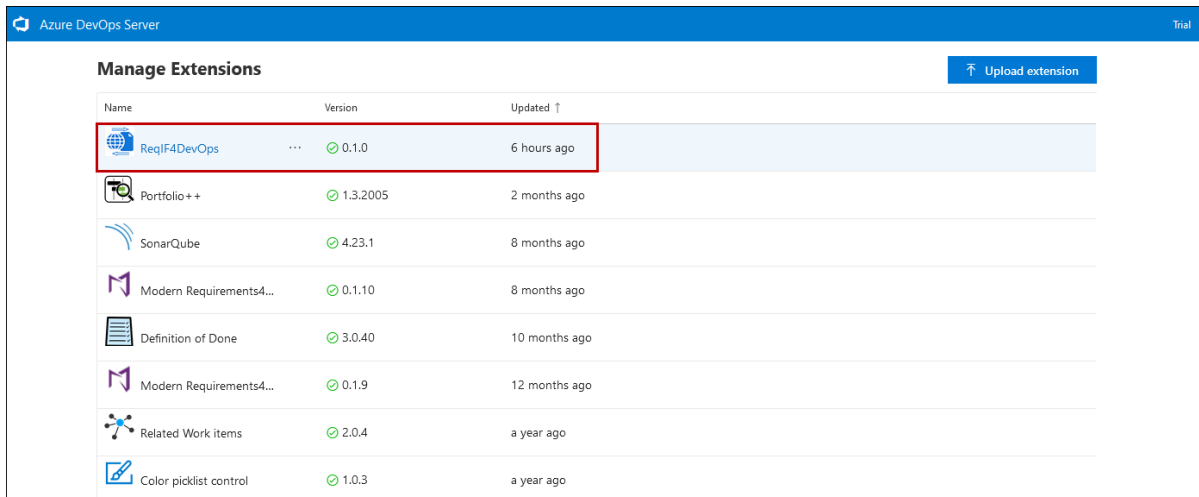 Azure DevOps Server Trial
Manage Extensions Upload extension
Name Version Updated ↑
ReqIF4DevOps ... 0.1.0 6 hours ago
Portfolio++ 1.3.2005 2 months ago
SonarQube 4.23.1 8 months ago
Modern Requirements4... 0.1.10 8 months ago
Definition of Done 3.0.40 10 months ago
Modern Requirements4... 0.1.9 12 months ago
Related Work items 2.0.4 a year ago
Color picklist control 1.0.3 a year ago